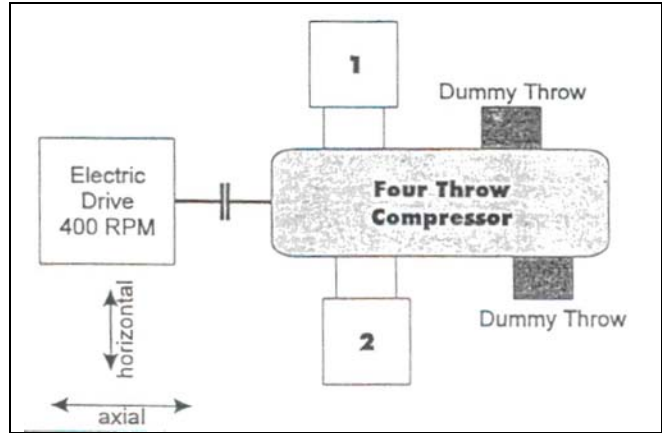 1
Dummy Throw
Electric
Drive
400 RPM
Four Throw
Compressor
horizontal
2
Dummy Throw
axial